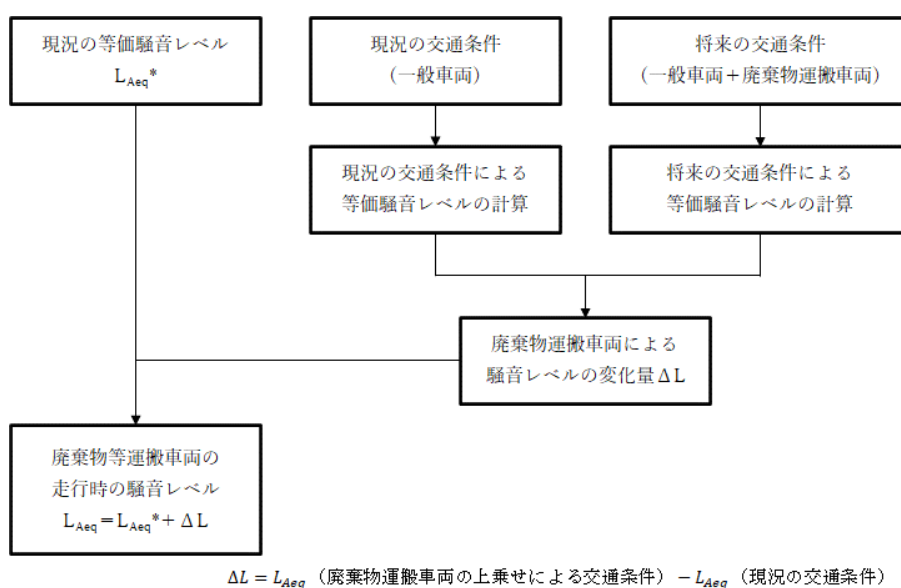 現況の等価騒音レベル
L_Aeq*
現況の交通条件
(一般車両)
将来の交通条件
(一般車両+廃棄物運搬車両)
現況の交通条件による
等価騒音レベルの計算
将来の交通条件による
等価騒音レベルの計算
廃棄物運搬車両による
騒音レベルの変化量ΔL
廃棄物等運搬車両の
走行時の騒音レベル
L_Aeq=L_Aeq*+ΔL
ΔL = L_Aeq (廃棄物運搬車両の上乗せによる交通条件) − L_Aeq (現況の交通条件)